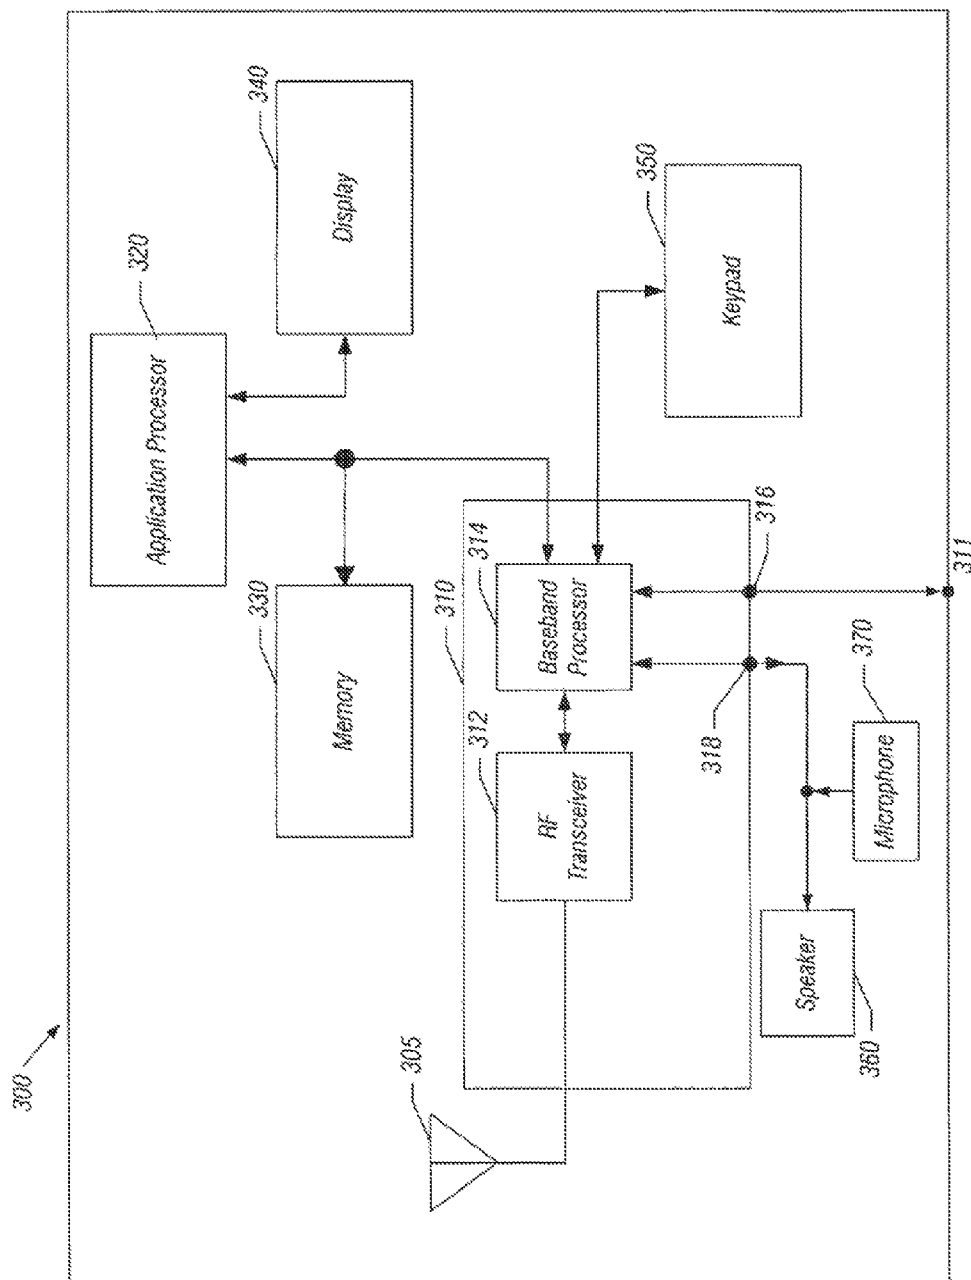 300
320
Application Processor
340
Display
330
Memory
350
Keypad
305
310
312
RF
Transceiver
314
Baseband
Processor
316
318
311
360
Speaker
370
Microphone